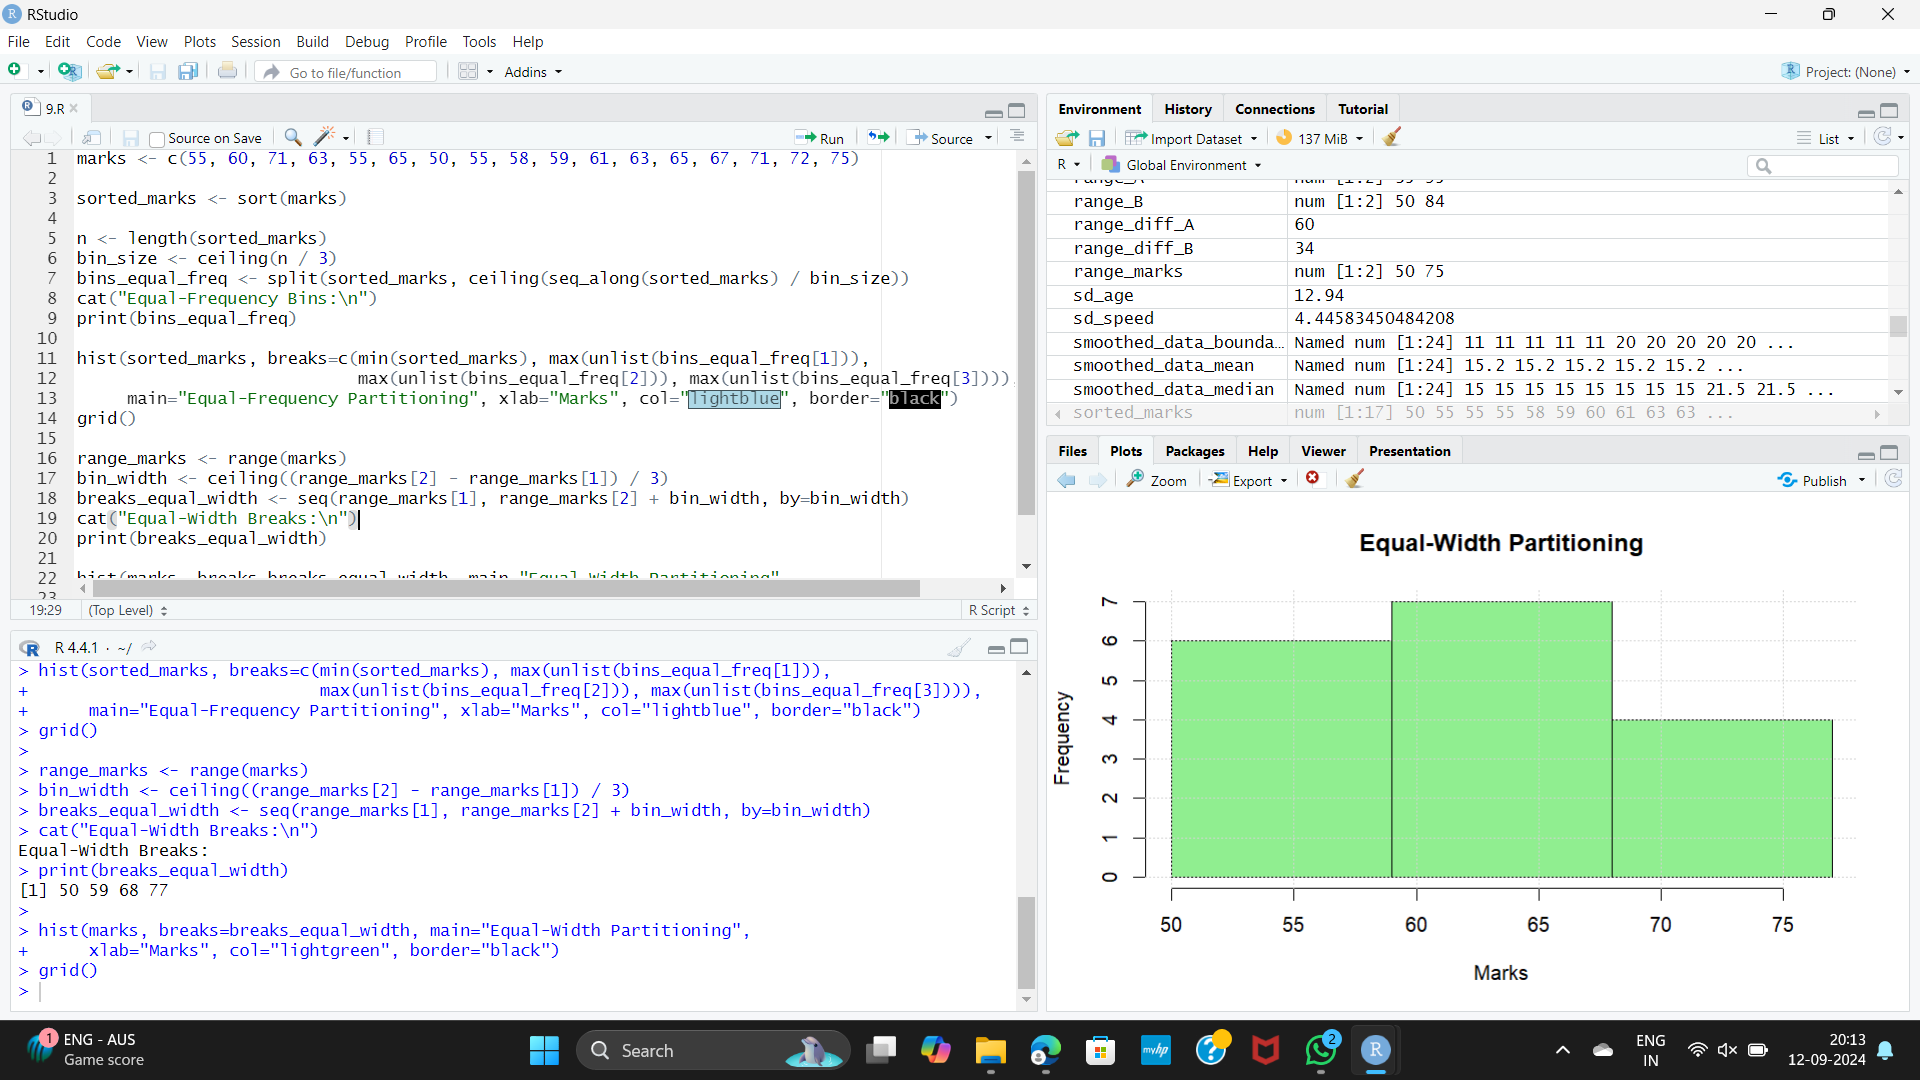 RStudio
File Edit Code View Plots Session Build Debug Profile Tools Help
Go to file/function Addins Project: (None)
9.R
Source on Save Run Source
1 marks <- c(55, 60, 71, 63, 55, 65, 50, 55, 58, 59, 61, 63, 65, 67, 71, 72, 75)
2
3 sorted_marks <- sort(marks)
4
5 n <- length(sorted_marks)
6 bin_size <- ceiling(n / 3)
7 bins_equal_freq <- split(sorted_marks, ceiling(seq_along(sorted_marks) / bin_size))
8 cat("Equal-Frequency Bins:\n")
9 print(bins_equal_freq)
10
11 hist(sorted_marks, breaks=c(min(sorted_marks), max(unlist(bins_equal_freq[1])),
12 max(unlist(bins_equal_freq[2])), max(unlist(bins_equal_freq[3]))),
13 main="Equal-Frequency Partitioning", xlab="Marks", col="lightblue", border="black")
14 grid()
15
16 range_marks <- range(marks)
17 bin_width <- ceiling((range_marks[2] - range_marks[1]) / 3)
18 breaks_equal_width <- seq(range_marks[1], range_marks[2] + bin_width, by=bin_width)
19 cat("Equal-Width Breaks:\n")
20 print(breaks_equal_width)
21
22 hist(marks, breaks=breaks_equal_width, main="Equal-Width Partitioning",
23
19:29 (Top Level) R Script
R 4.4.1 · ~/
> hist(sorted_marks, breaks=c(min(sorted_marks), max(unlist(bins_equal_freq[1])),
+ max(unlist(bins_equal_freq[2])), max(unlist(bins_equal_freq[3]))),
+ main="Equal-Frequency Partitioning", xlab="Marks", col="lightblue", border="black")
> grid()
>
> range_marks <- range(marks)
> bin_width <- ceiling((range_marks[2] - range_marks[1]) / 3)
> breaks_equal_width <- seq(range_marks[1], range_marks[2] + bin_width, by=bin_width)
> cat("Equal-Width Breaks:\n")
Equal-Width Breaks:
> print(breaks_equal_width)
[1] 50 59 68 77
>
> hist(marks, breaks=breaks_equal_width, main="Equal-Width Partitioning",
+ xlab="Marks", col="lightgreen", border="black")
> grid()
>
Environment History Connections Tutorial
Import Dataset 137 MiB List
R Global Environment
range_B num [1:2] 50 84
range_diff_A 60
range_diff_B 34
range_marks num [1:2] 50 75
sd_age 12.94
sd_speed 4.44583450484208
smoothed_data_bounda… Named num [1:24] 11 11 11 11 11 20 20 20 20 20 ...
smoothed_data_mean Named num [1:24] 15.2 15.2 15.2 15.2 15.2 ...
smoothed_data_median Named num [1:24] 15 15 15 15 15 15 15 15 21.5 21.5 ...
sorted_marks num [1:17] 50 55 55 55 58 59 60 61 63 63 ...
Files Plots Packages Help Viewer Presentation
Zoom Export Publish
Equal-Width Partitioning
Frequency
7
6
5
4
3
2
1
0
50 55 60 65 70 75
Marks
1 ENG - AUS
Game score
Search
myhp
2
ENG
IN
20:13
12-09-2024